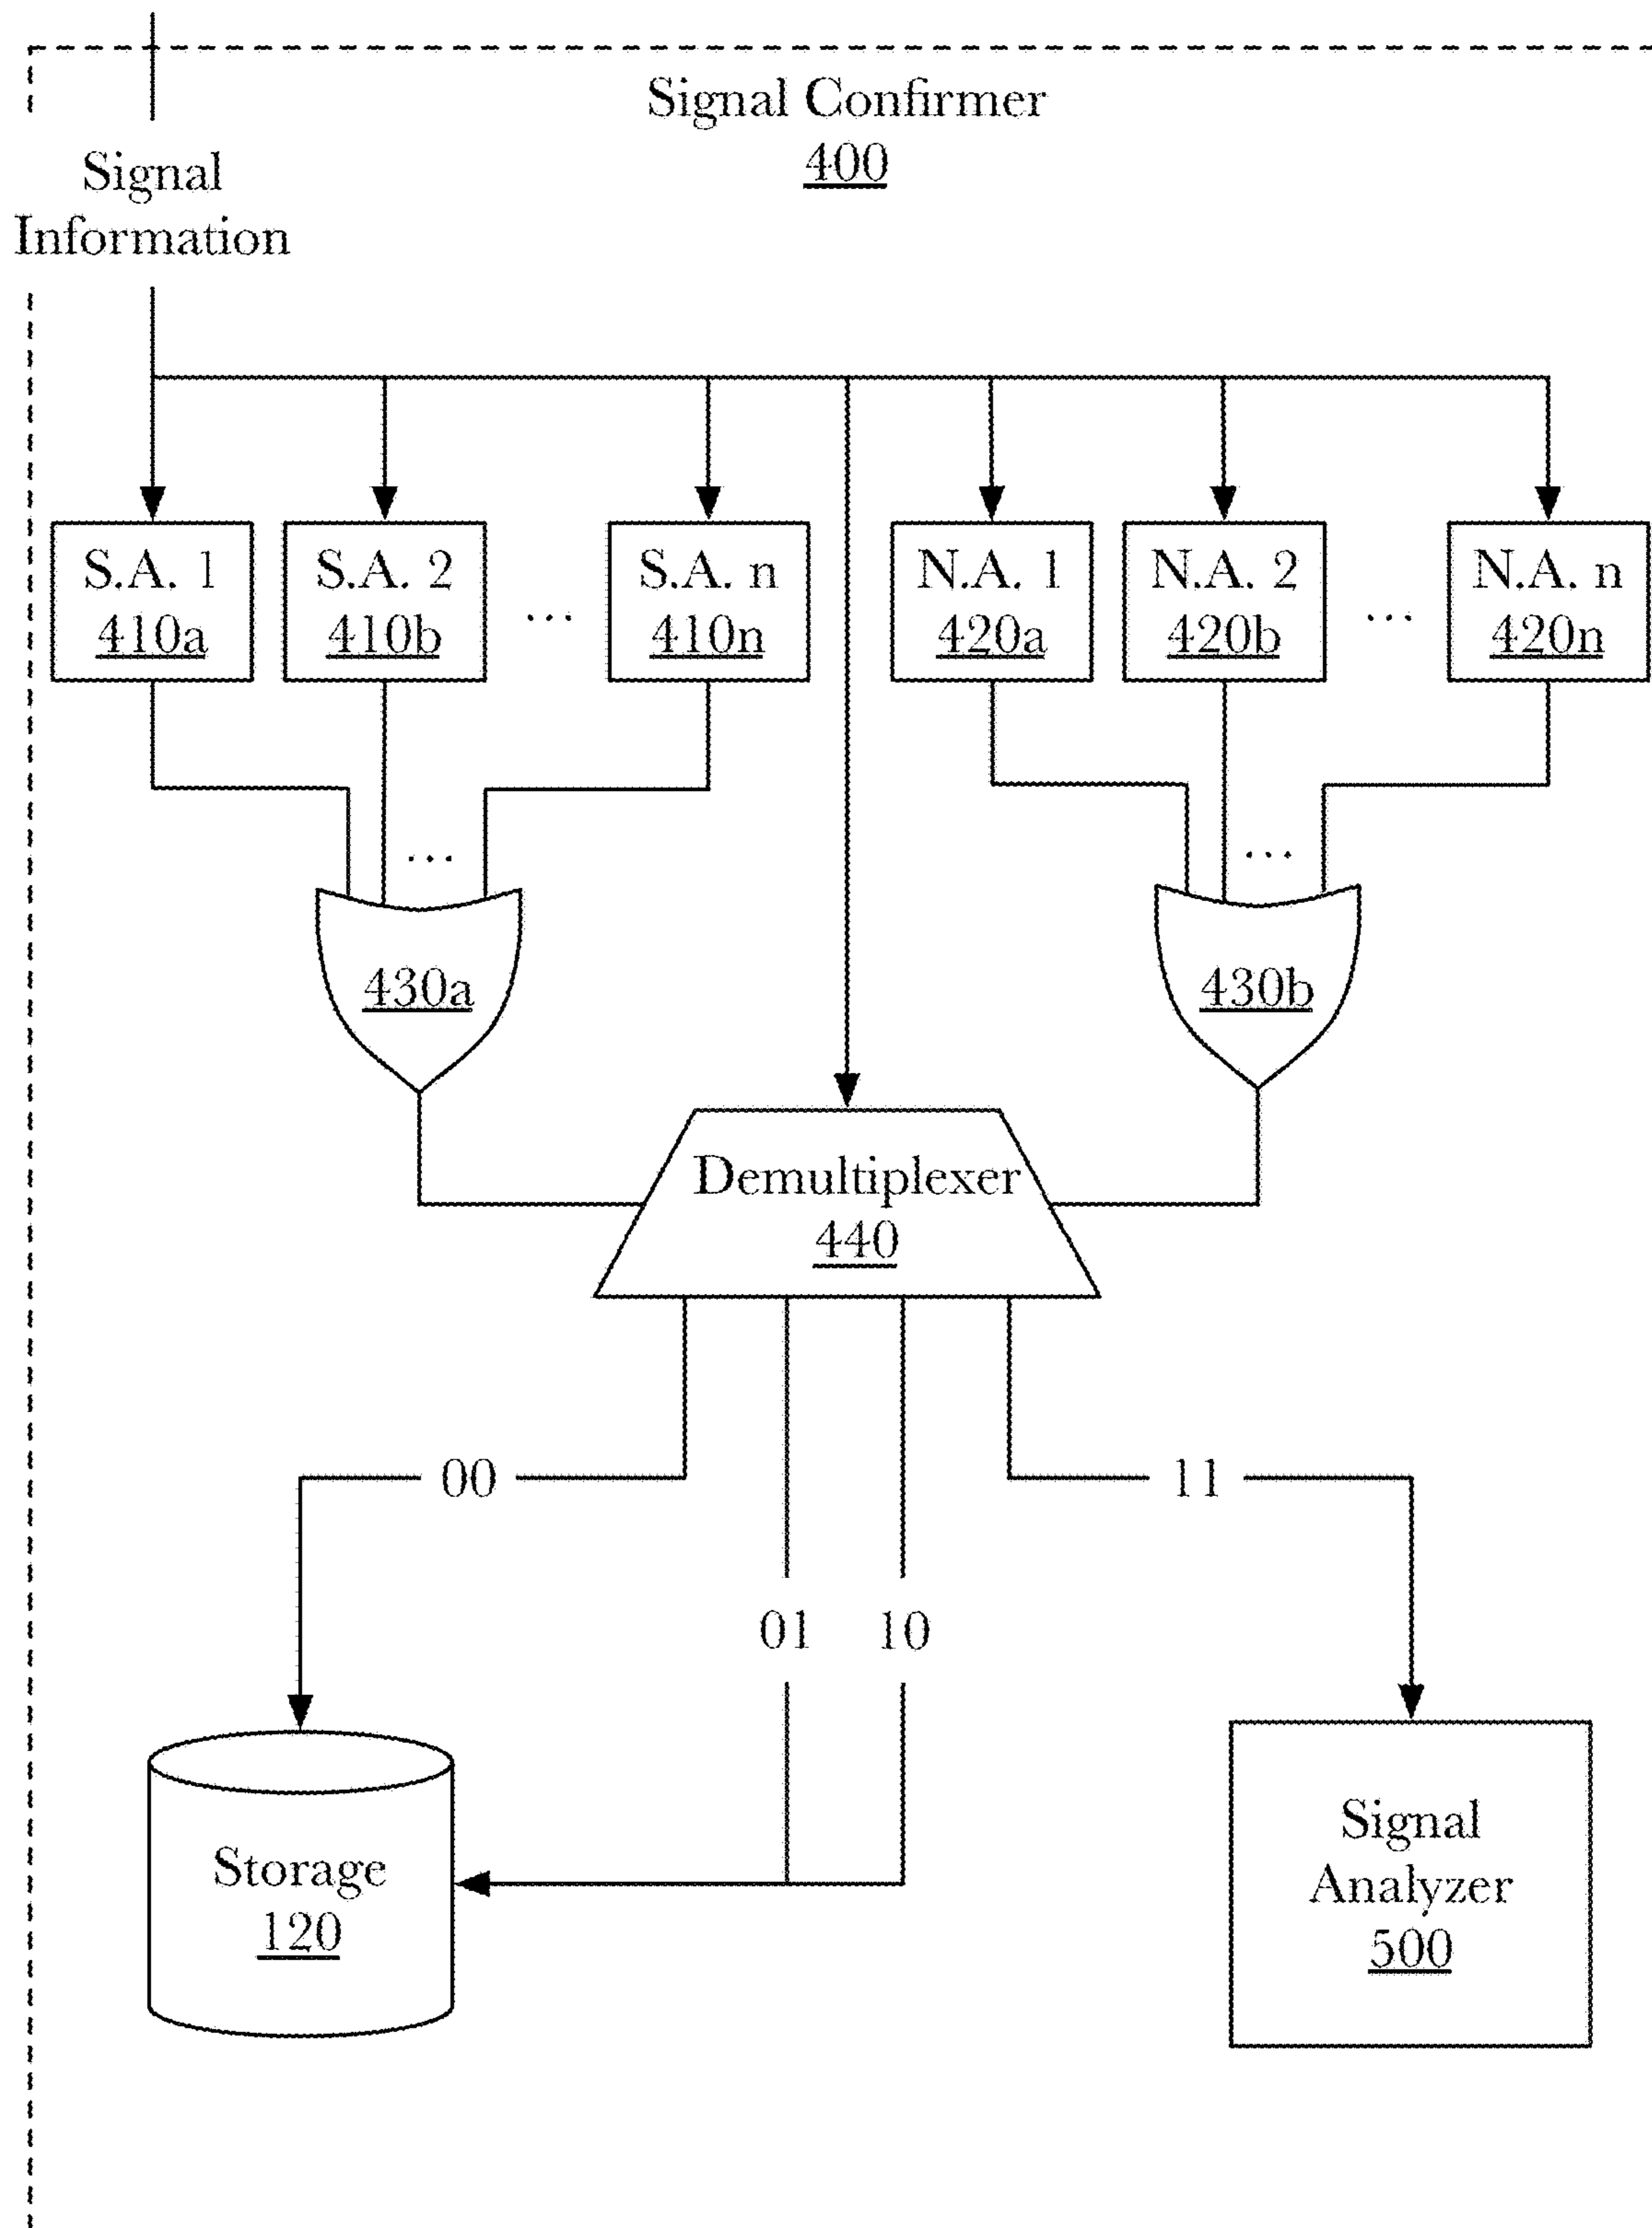 Signal Confirmer
400
Signal
Information
S.A. 1
410a
S.A. 2
410b
...
S.A. n
410n
N.A. 1
420a
N.A. 2
420b
...
N.A. n
420n
...
...
430a
430b
Demultiplexer
440
00
11
01
10
Storage
120
Signal
Analyzer
500